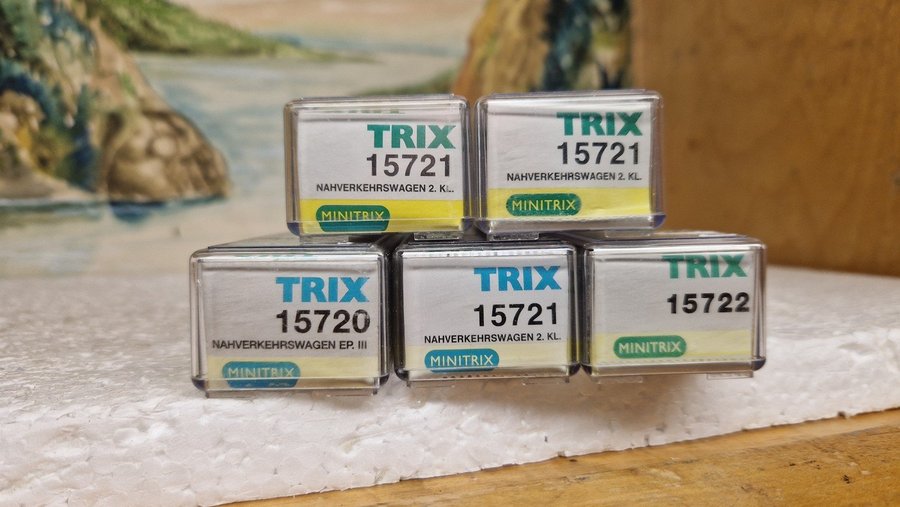 TRIX
15721
NAHVERKEHRSWAGEN 2. KL.
MINITRIX
TRIX
15721
NAHVERKEHRSWAGEN 2. KL.
MINITRIX
TRIX
15720
NAHVERKEHRSWAGEN EP. III
MINITRIX
TRIX
15721
NAHVERKEHRSWAGEN 2. KL.
MINITRIX
TRIX
15722
MINITRIX